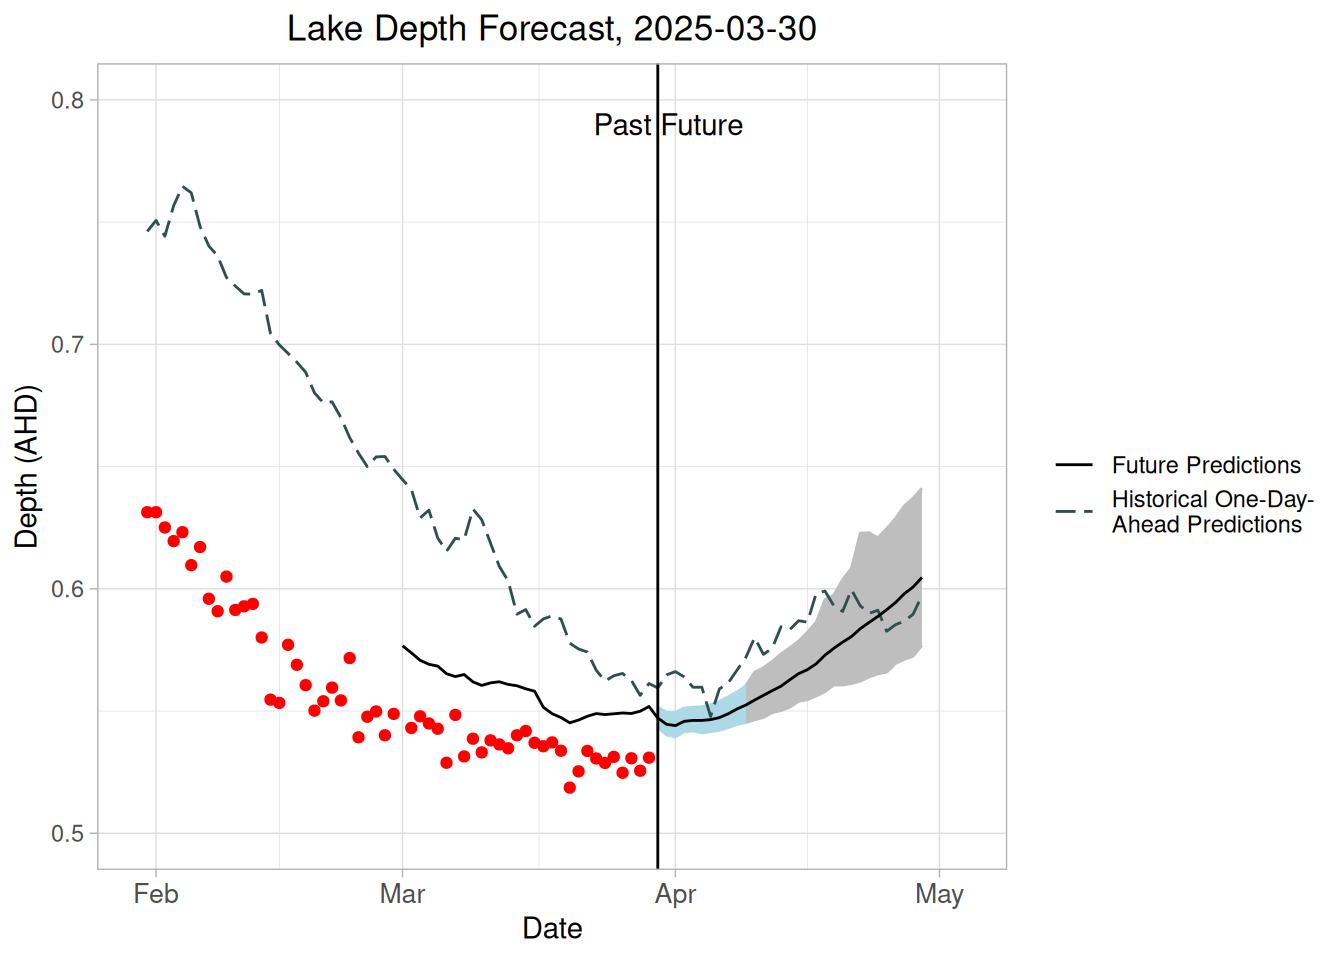 Lake Depth Forecast, 2025-03-30
Past Future
0.8
0.7
0.6
0.5
Depth (AHD)
Feb Mar Apr May
Date
Future Predictions
Historical One-Day-
Ahead Predictions